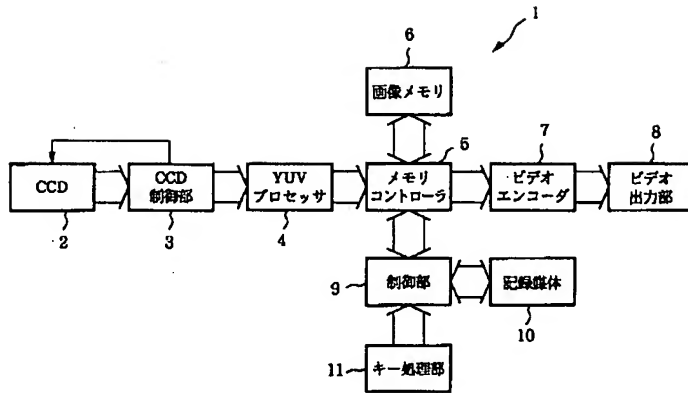 1
6
画像メモリ
5
7
8
CCD
CCD
制御部
YUV
プロセッサ
メモリ
コントローラ
ビデオ
エンコーダ
ビデオ
出力部
2
3
4
9
制御部
記録媒体
10
11
キー処理部